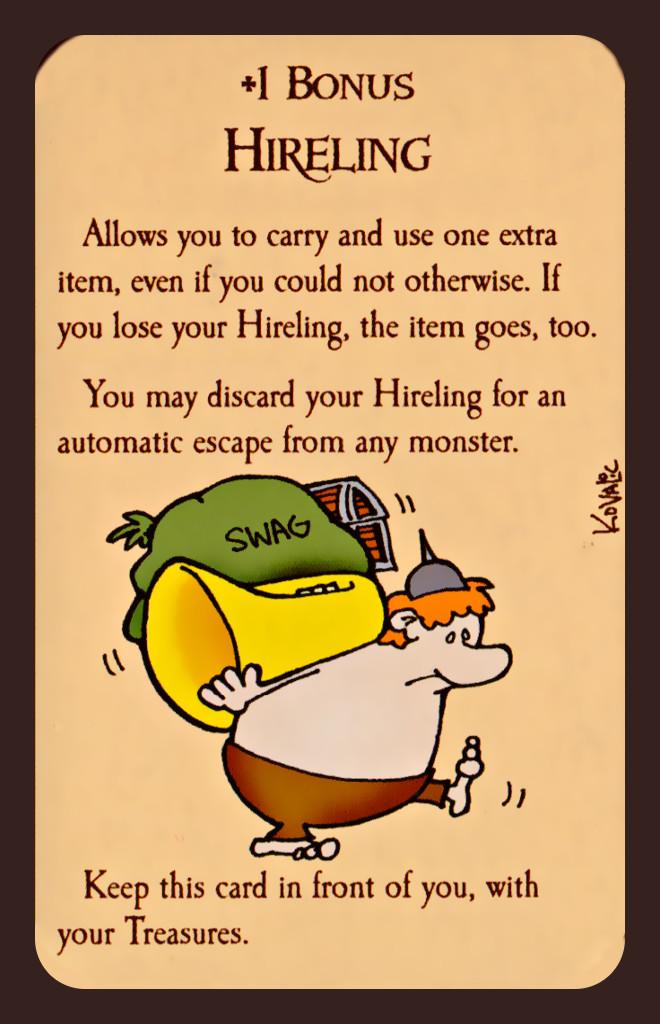 +1 Bonus
Hireling
Allows you to carry and use one extra
item, even if you could not otherwise. If
you lose your Hireling, the item goes, too.
You may discard your Hireling for an
automatic escape from any monster.
Kovalic
SWAG
Keep this card in front of you, with
your Treasures.